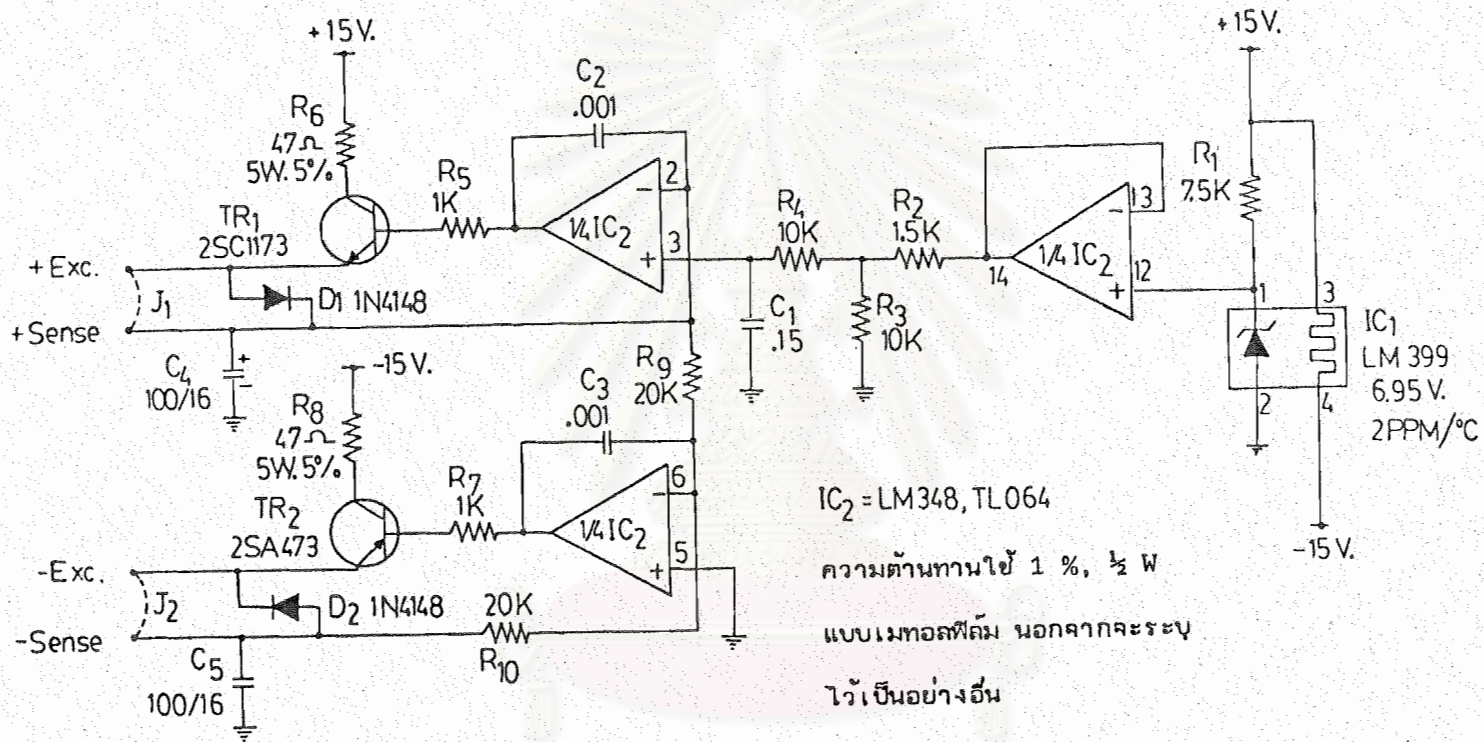 +15V.
R6
47Ω
5W.5%
TR1
2SC1173
R5
1K
C2
.001
2
-
3
+
1/4 IC2
+Exc.
J1
D1 1N4148
+Sense
C4
100/16
+
-
R4
10K
R2
1.5K
C1
.15
R3
10K
14
1/4 IC2
13
-
12
+
+15V.
R1
7.5K
1
3
2
4
IC1
LM 399
6.95 V.
2PPM/°C
-15V.
-15V.
R8
47Ω
5W.5%
TR2
2SA473
R7
1K
C3
.001
R9
20K
6
-
5
+
1/4 IC2
-Exc.
J2
D2 1N4148
-Sense
C5
100/16
20K
R10
IC2 = LM348, TL064
ความต้านทานใช้ 1 %, ½ W
แบบเมทอลฟิล์ม นอกจากจะระบุ
ไว้เป็นอย่างอื่น